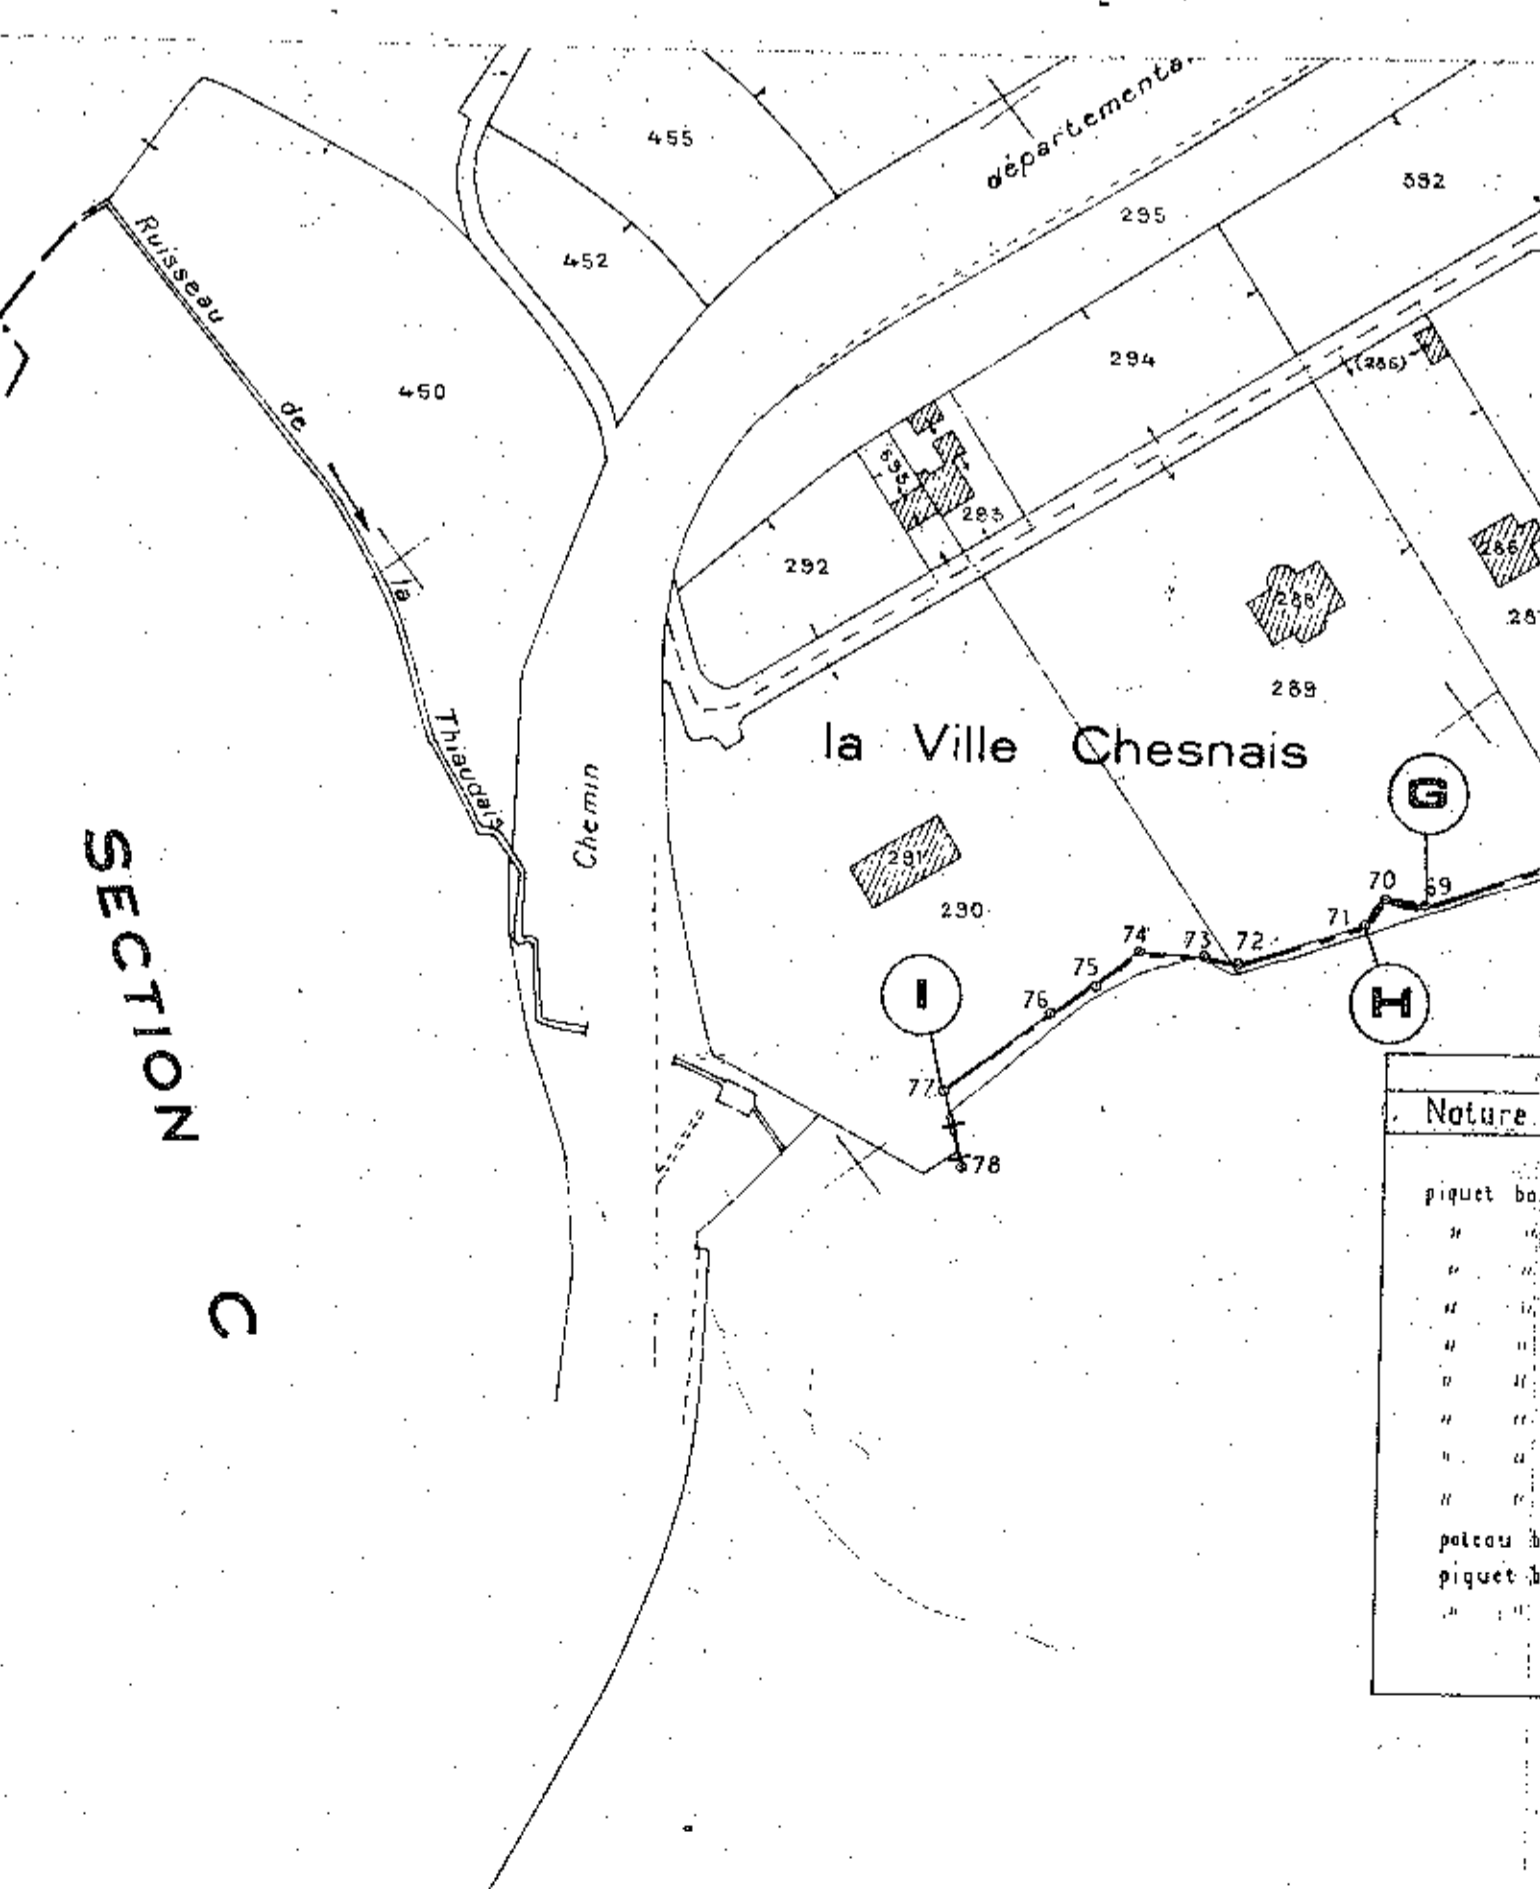 départementa
455
592
295
Ruisseau
452
294
(286)
450
de
695
283
286
292
288
la
289
la Ville Chesnais
Thiaudais
G
Chemin
291
SECTION C
70
69
290
71
74
73
72
75
I
76
H
77
78
Nature
piquet bo
" "
" "
" "
" "
" "
" "
" "
" "
poteau b
piquet b
" "